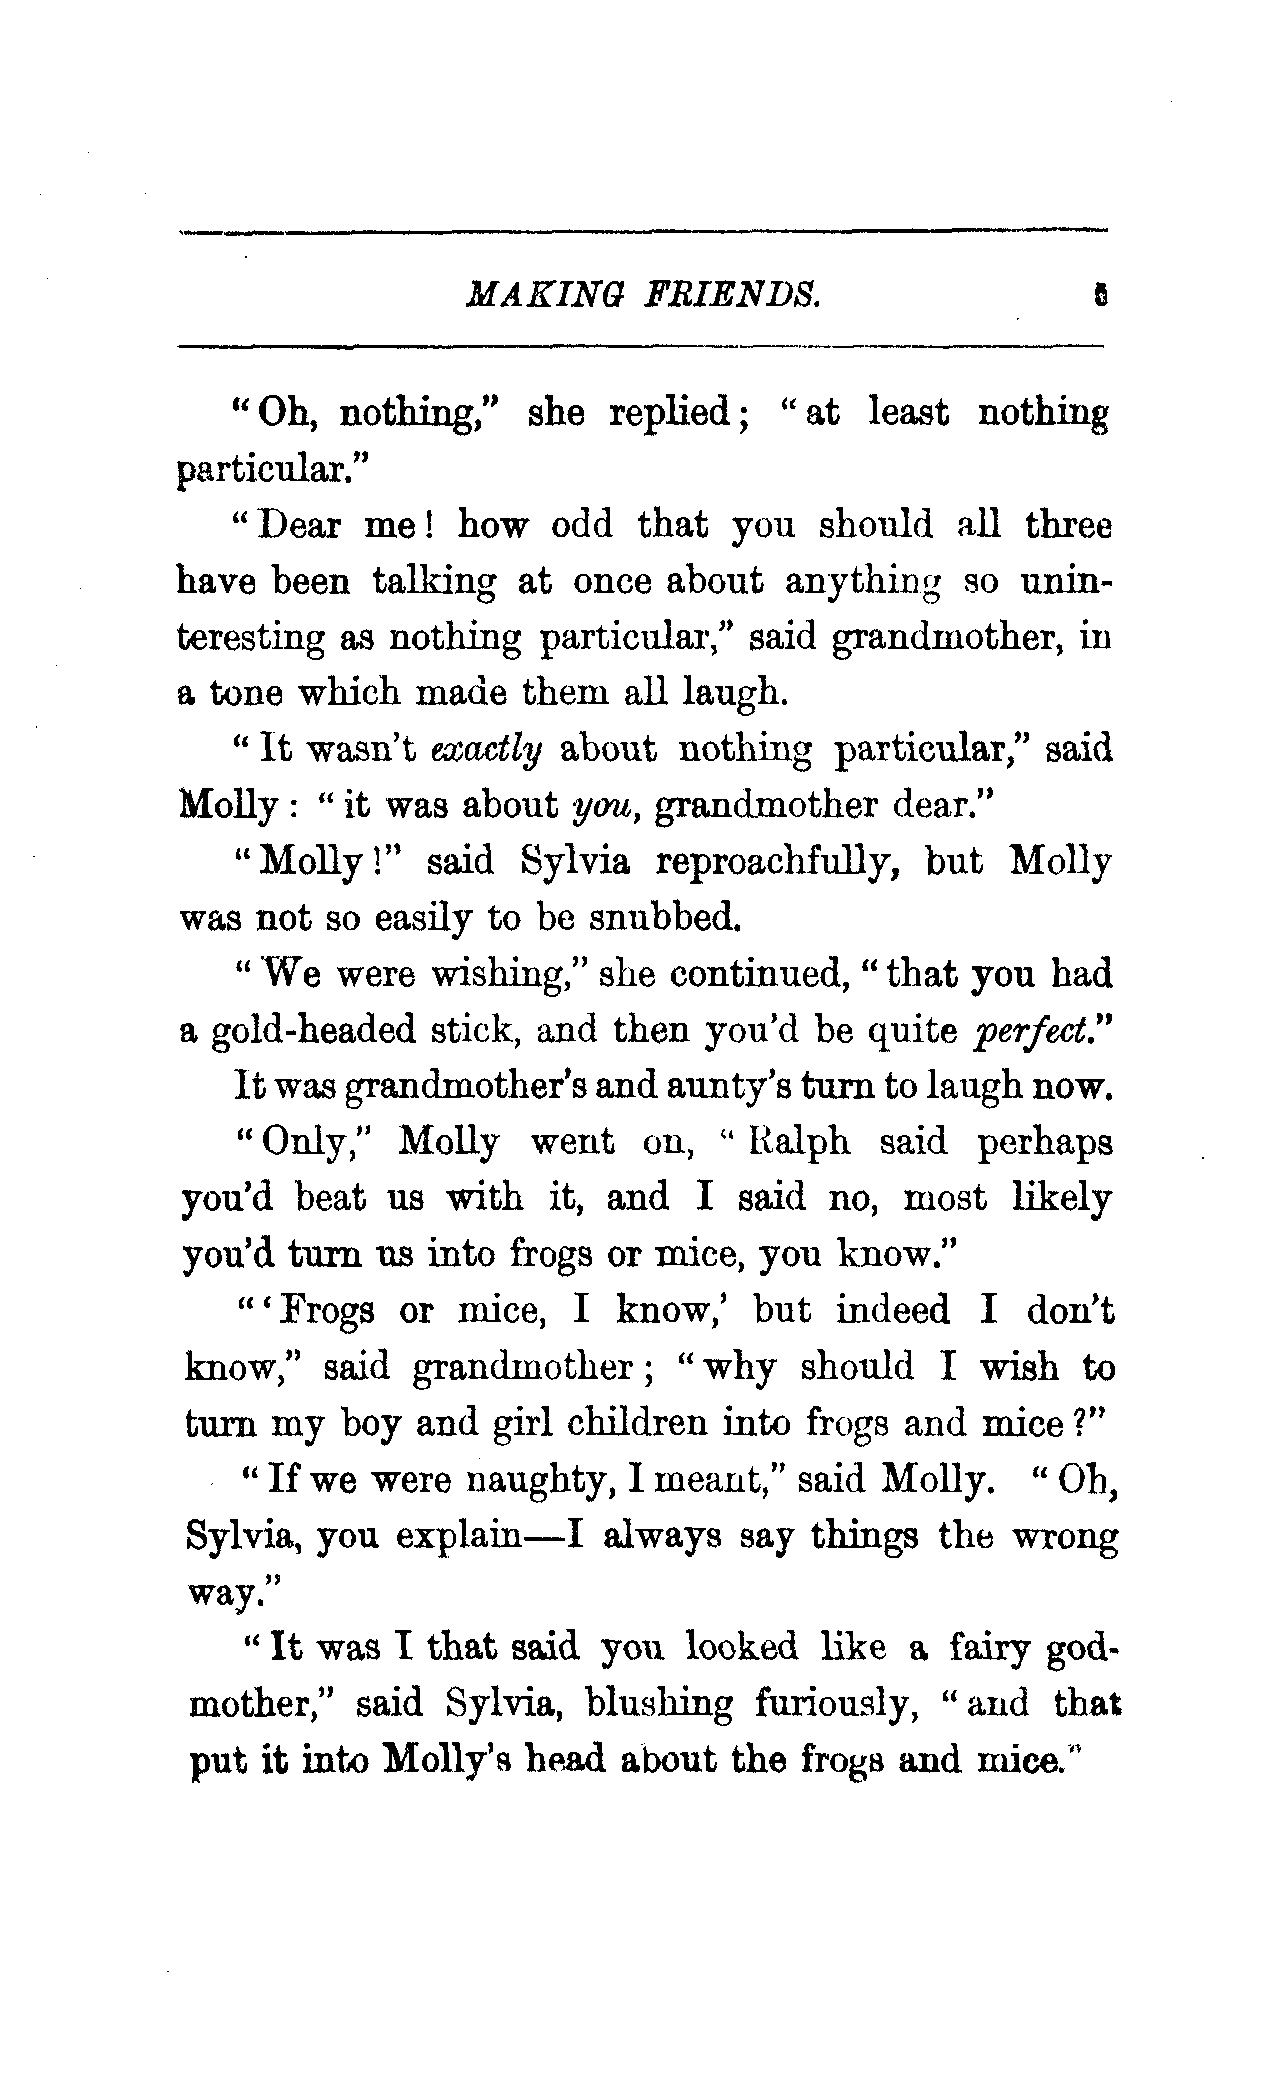 MAKING FRIENDS. 5
“Oh, nothing,” she replied; “at least nothing
particular.”
“Dear me! how odd that you should all three
have been talking at once about anything so unin-
teresting as nothing particular,” said grandmother, in
a tone which made them all laugh.
“It wasn’t exactly about nothing particular,” said
Molly: “it was about you, grandmother dear.”
“Molly!” said Sylvia reproachfully, but Molly
was not so easily to be snubbed.
“We were wishing,” she continued, “that you had
a gold-headed stick, and then you’d be quite perfect.”
It was grandmother’s and aunty’s turn to laugh now.
“Only,” Molly went on, “Ralph said perhaps
you’d beat us with it, and I said no, most likely
you’d turn us into frogs or mice, you know.”
“‘Frogs or mice, I know,’ but indeed I don’t
know,” said grandmother; “why should I wish to
turn my boy and girl children into frogs and mice?”
“If we were naughty, I meant,” said Molly. “Oh,
Sylvia, you explain—I always say things the wrong
way.”
“It was I that said you looked like a fairy god-
mother,” said Sylvia, blushing furiously, “and that
put it into Molly’s head about the frogs and mice.”